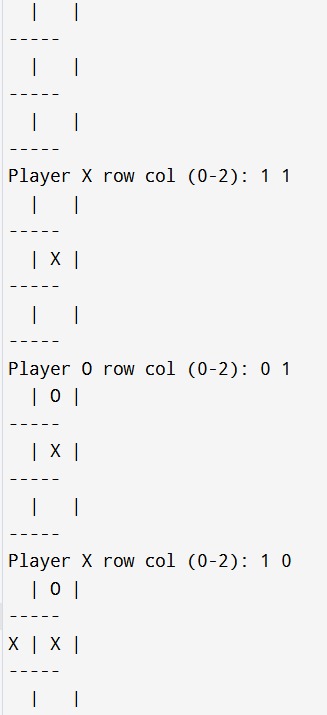 |   |
-----
  |   |
-----
  |   |
-----
Player X row col (0-2): 1 1
  |   |
-----
  | X |
-----
  |   |
-----
Player O row col (0-2): 0 1
  | O |
-----
  | X |
-----
  |   |
-----
Player X row col (0-2): 1 0
  | O |
-----
X | X |
-----
  |   |